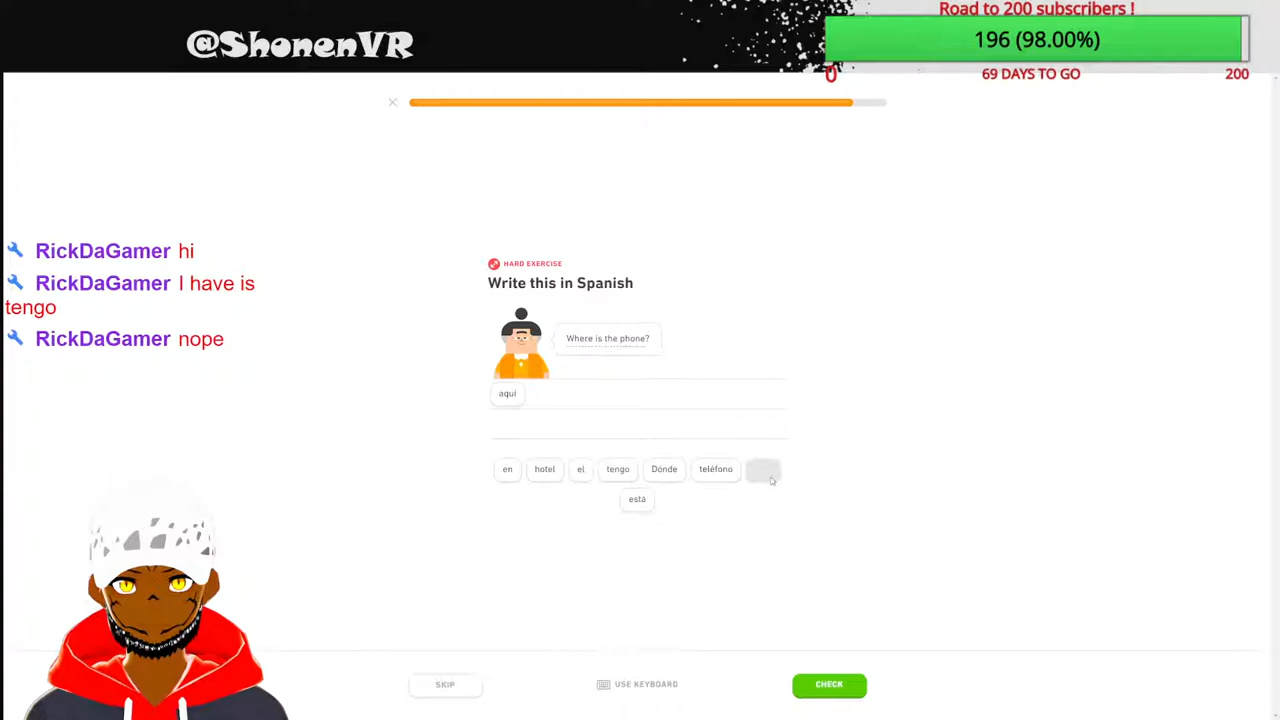 @ShonenVR
Road to 200 subscribers !
196 (98.00%)
0
69 DAYS TO GO
200
RickDaGamer hi
RickDaGamer I have is
tengo
RickDaGamer nope
HARD EXERCISE
Write this in Spanish
Where is the phone?
aquí
en hotel el tengo Dónde teléfono
está
SKIP
USE KEYBOARD
CHECK